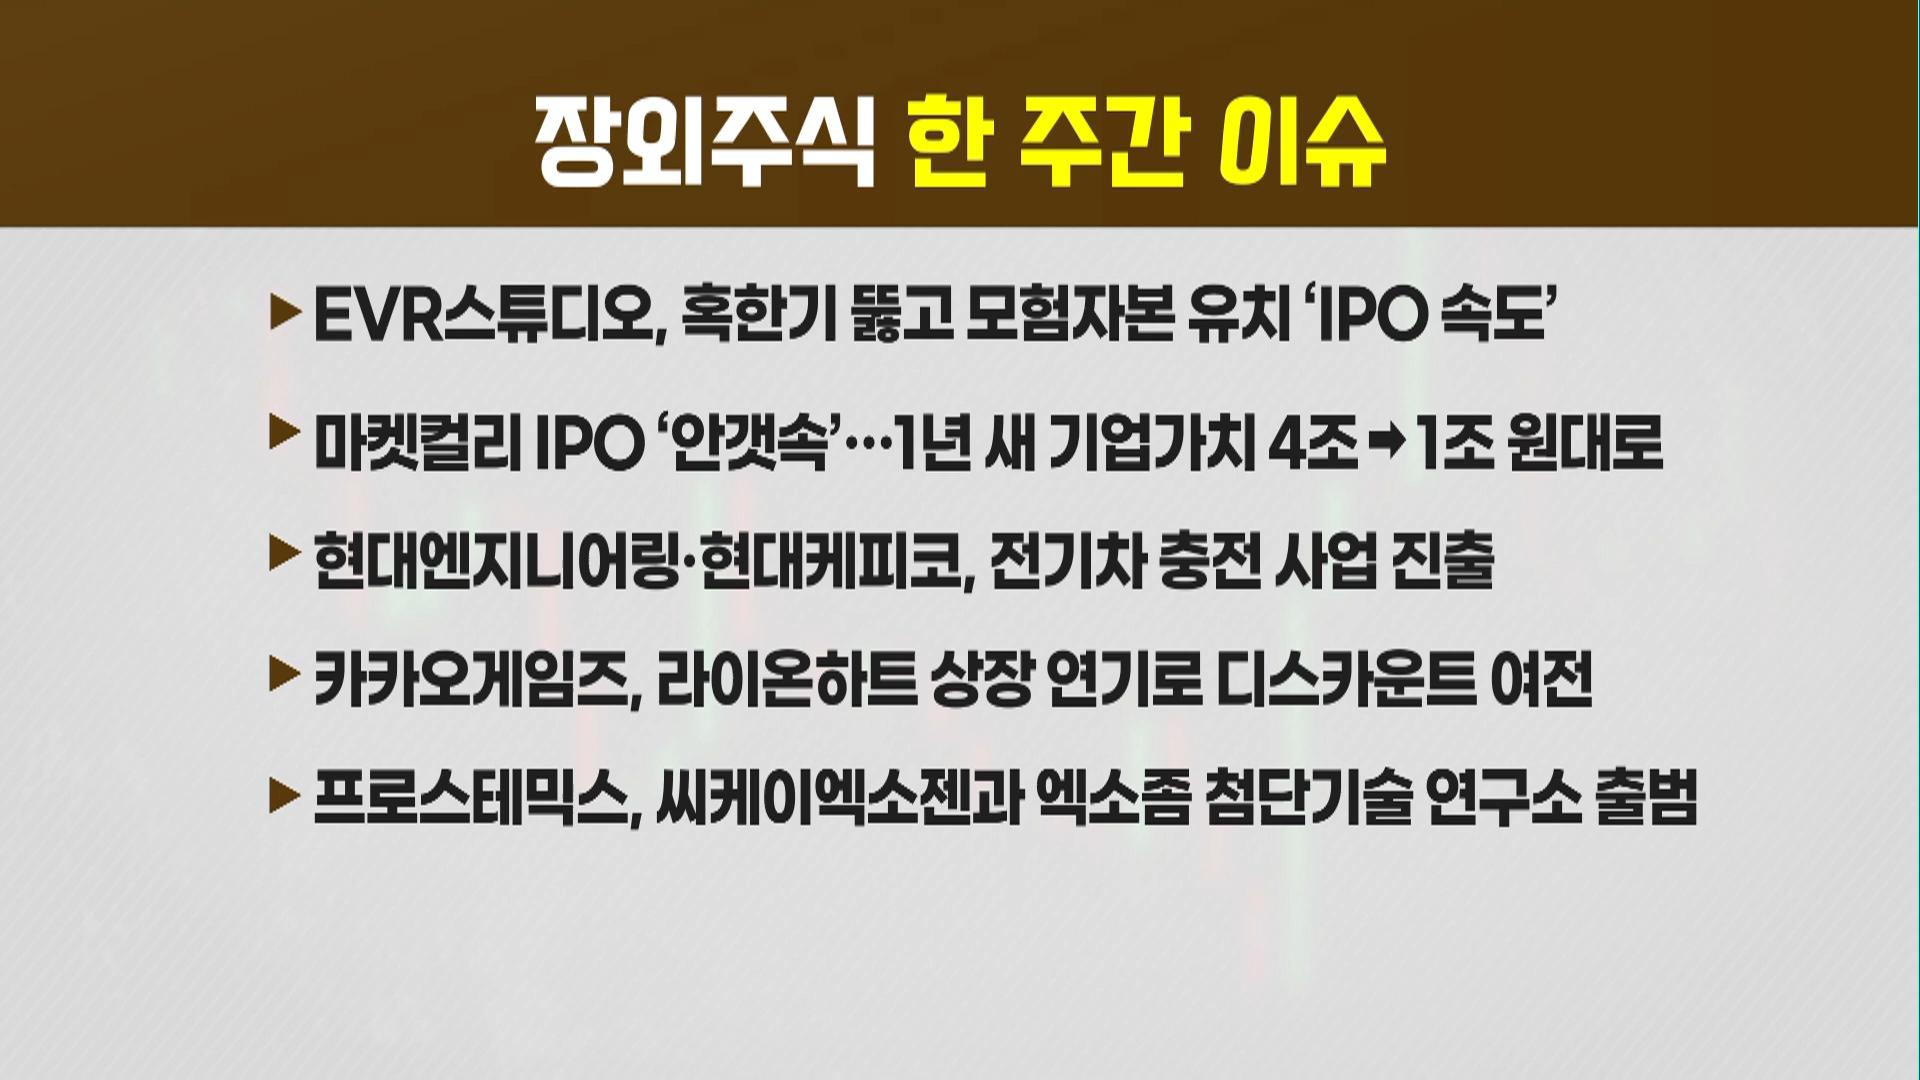 장외주식 한 주간 이슈
▶ EVR스튜디오, 혹한기 뚫고 모험자본 유치 ‘IPO 속도’
▶ 마켓컬리 IPO ‘안갯속’…1년 새 기업가치 4조➡1조 원대로
▶ 현대엔지니어링·현대케피코, 전기차 충전 사업 진출
▶ 카카오게임즈, 라이온하트 상장 연기로 디스카운트 여전
▶ 프로스테믹스, 씨케이엑소젠과 엑소좀 첨단기술 연구소 출범